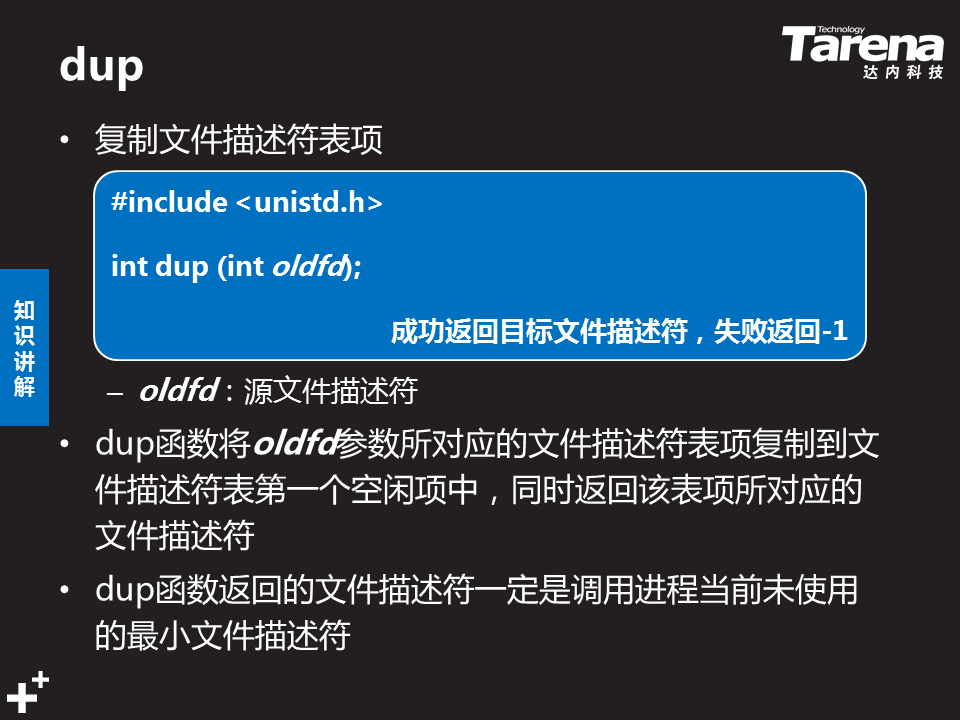 Technology
Tarena
达内科技
dup
• 复制文件描述符表项
#include <unistd.h>
int dup (int oldfd);
成功返回目标文件描述符，失败返回-1
知识讲解
– oldfd：源文件描述符
• dup函数将oldfd参数所对应的文件描述符表项复制到文
件描述符表第一个空闲项中，同时返回该表项所对应的
文件描述符
• dup函数返回的文件描述符一定是调用进程当前未使用
的最小文件描述符